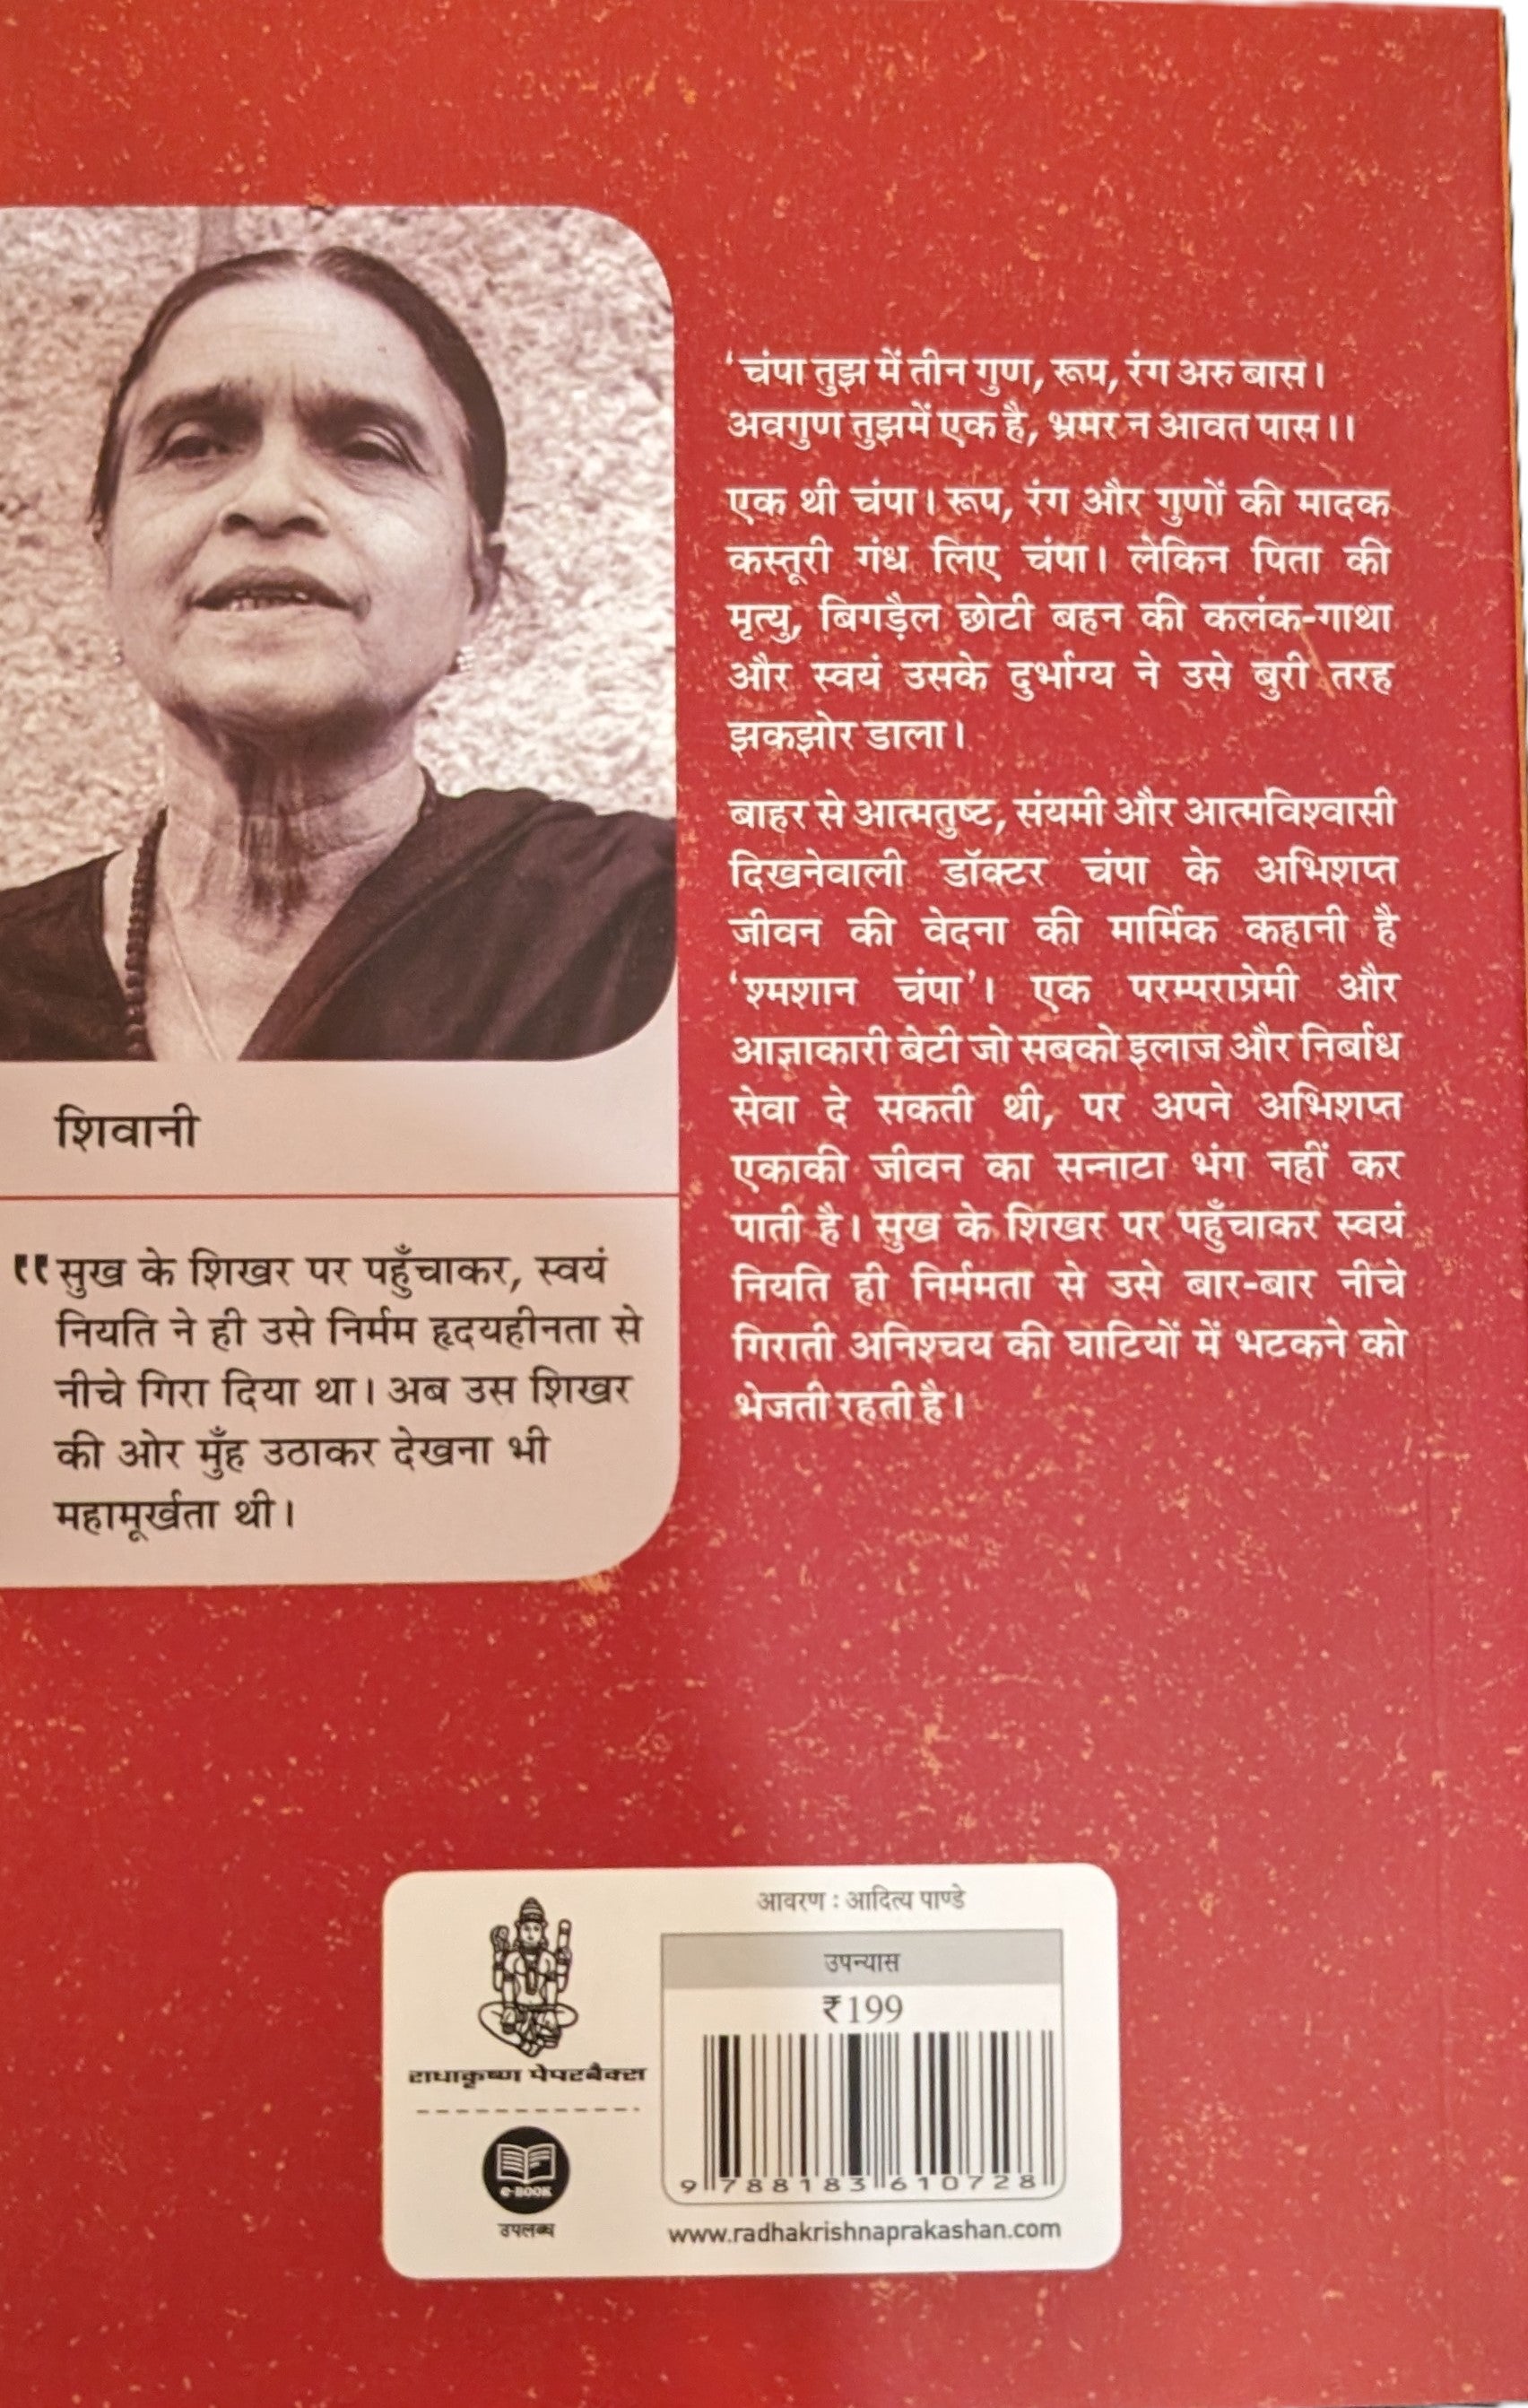 शिवानी
“सुख के शिखर पर पहुँचाकर, स्वयं
नियति ने ही उसे निर्मम हृदयहीनता से
नीचे गिरा दिया था। अब उस शिखर
की ओर मुँह उठाकर देखना भी
महामूर्खता थी।
‘चंपा तुझ में तीन गुण, रूप, रंग अरु बास।
अवगुण तुझमें एक है, भ्रमर न आवत पास।।
एक थी चंपा। रूप, रंग और गुणों की मादक
कस्तूरी गंध लिए चंपा। लेकिन पिता की
मृत्यु, बिगड़ैल छोटी बहन की कलंक-गाथा
और स्वयं उसके दुर्भाग्य ने उसे बुरी तरह
झकझोर डाला।
बाहर से आत्मतुष्ट, संयमी और आत्मविश्वासी
दिखनेवाली डॉक्टर चंपा के अभिशप्त
जीवन की वेदना की मार्मिक कहानी है
‘श्मशान चंपा’। एक परम्पराप्रेमी और
आज्ञाकारी बेटी जो सबको इलाज और निर्बाध
सेवा दे सकती थी, पर अपने अभिशप्त
एकाकी जीवन का सन्नाटा भंग नहीं कर
पाती है। सुख के शिखर पर पहुँचाकर स्वयं
नियति ही निर्ममता से उसे बार-बार नीचे
गिराती अनिश्चय की घाटियों में भटकने को
भेजती रहती है।
राधाकृष्ण पेपरबैक्स
e-BOOK
उपलब्ध
आवरण : आदित्य पाण्डे
उपन्यास
₹199
9 788183 610728
www.radhakrishnaprakashan.com